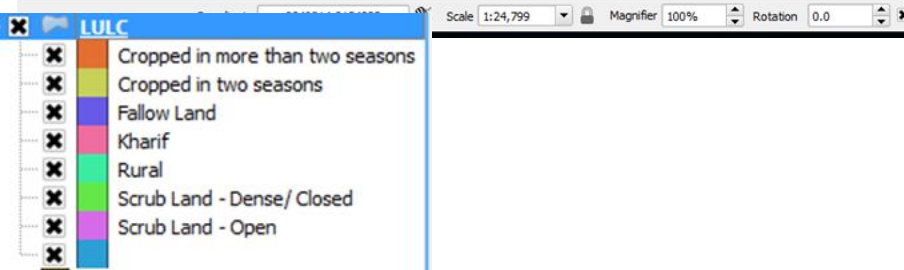 Scale 1:24,799 Magnifier 100% Rotation 0.0
LULC
Cropped in more than two seasons
Cropped in two seasons
Fallow Land
Kharif
Rural
Scrub Land - Dense/ Closed
Scrub Land - Open